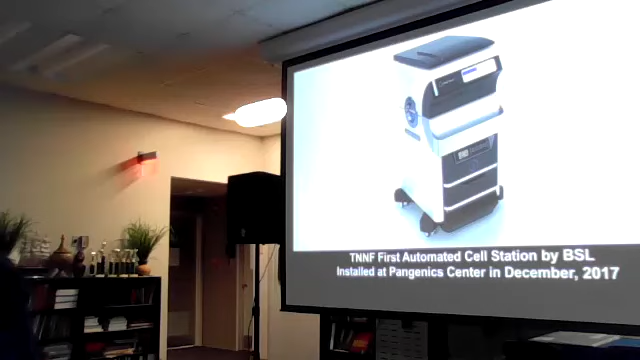 TNNF First Automated Cell Station by BSL
Installed at Pangenics Center in December, 2017